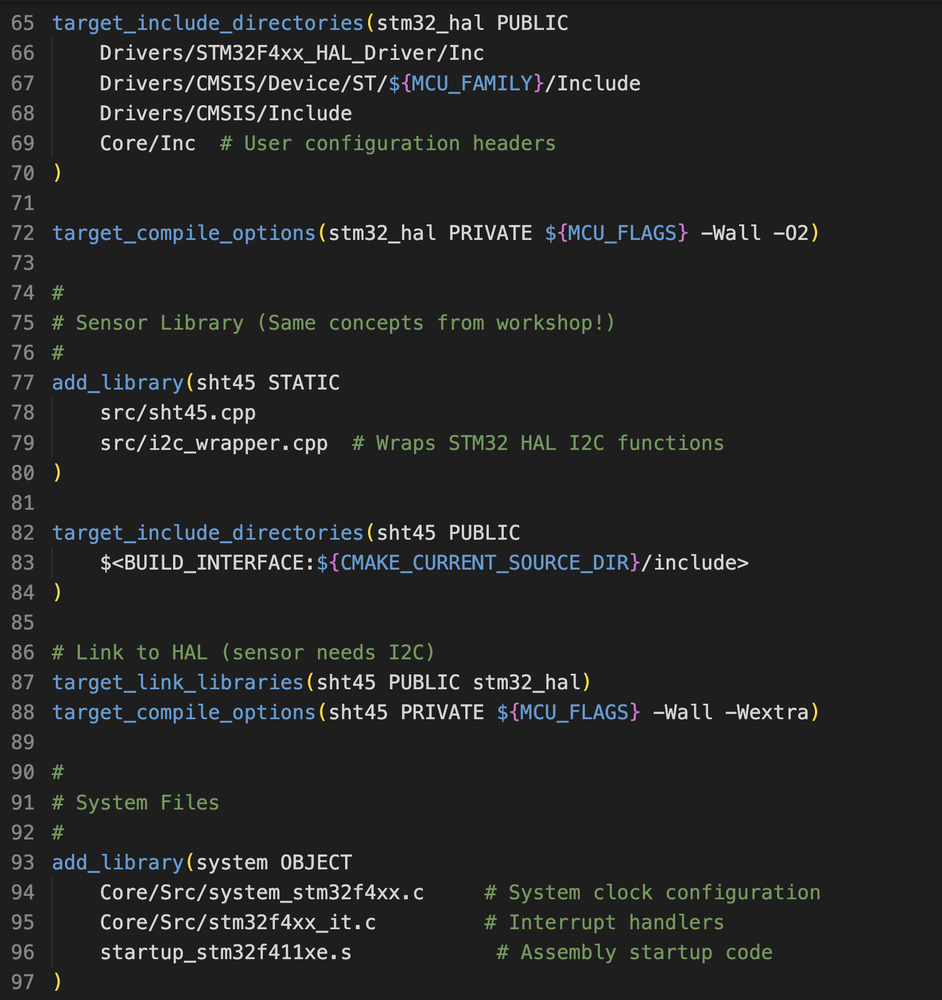 65 target_include_directories(stm32_hal PUBLIC
66     Drivers/STM32F4xx_HAL_Driver/Inc
67     Drivers/CMSIS/Device/ST/${MCU_FAMILY}/Include
68     Drivers/CMSIS/Include
69     Core/Inc  # User configuration headers
70 )
71
72 target_compile_options(stm32_hal PRIVATE ${MCU_FLAGS} -Wall -O2)
73
74 #
75 # Sensor Library (Same concepts from workshop!)
76 #
77 add_library(sht45 STATIC
78     src/sht45.cpp
79     src/i2c_wrapper.cpp  # Wraps STM32 HAL I2C functions
80 )
81
82 target_include_directories(sht45 PUBLIC
83     $<BUILD_INTERFACE:${CMAKE_CURRENT_SOURCE_DIR}/include>
84 )
85
86 # Link to HAL (sensor needs I2C)
87 target_link_libraries(sht45 PUBLIC stm32_hal)
88 target_compile_options(sht45 PRIVATE ${MCU_FLAGS} -Wall -Wextra)
89
90 #
91 # System Files
92 #
93 add_library(system OBJECT
94     Core/Src/system_stm32f4xx.c     # System clock configuration
95     Core/Src/stm32f4xx_it.c         # Interrupt handlers
96     startup_stm32f411xe.s            # Assembly startup code
97 )